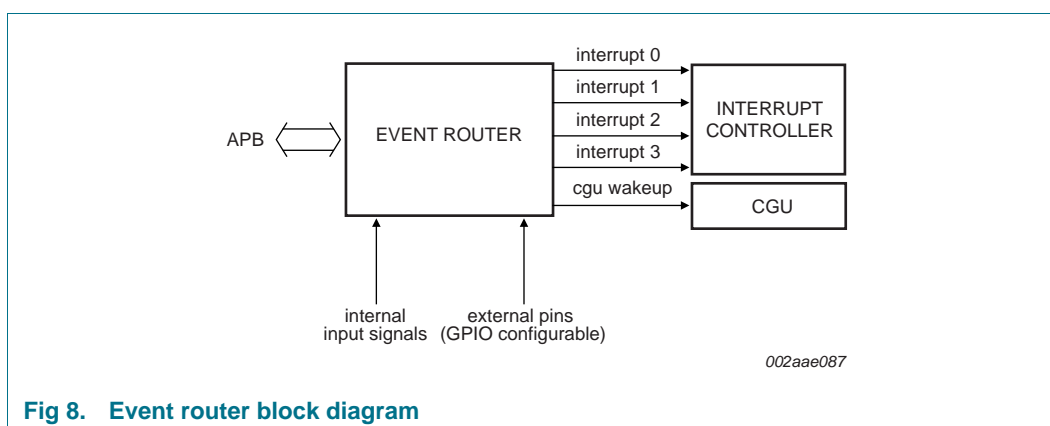 interrupt 0
interrupt 1
interrupt 2
interrupt 3
cgu wakeup
APB
EVENT ROUTER
INTERRUPT
CONTROLLER
CGU
internal
input signals
external pins
(GPIO configurable)
002aae087
Fig 8. Event router block diagram